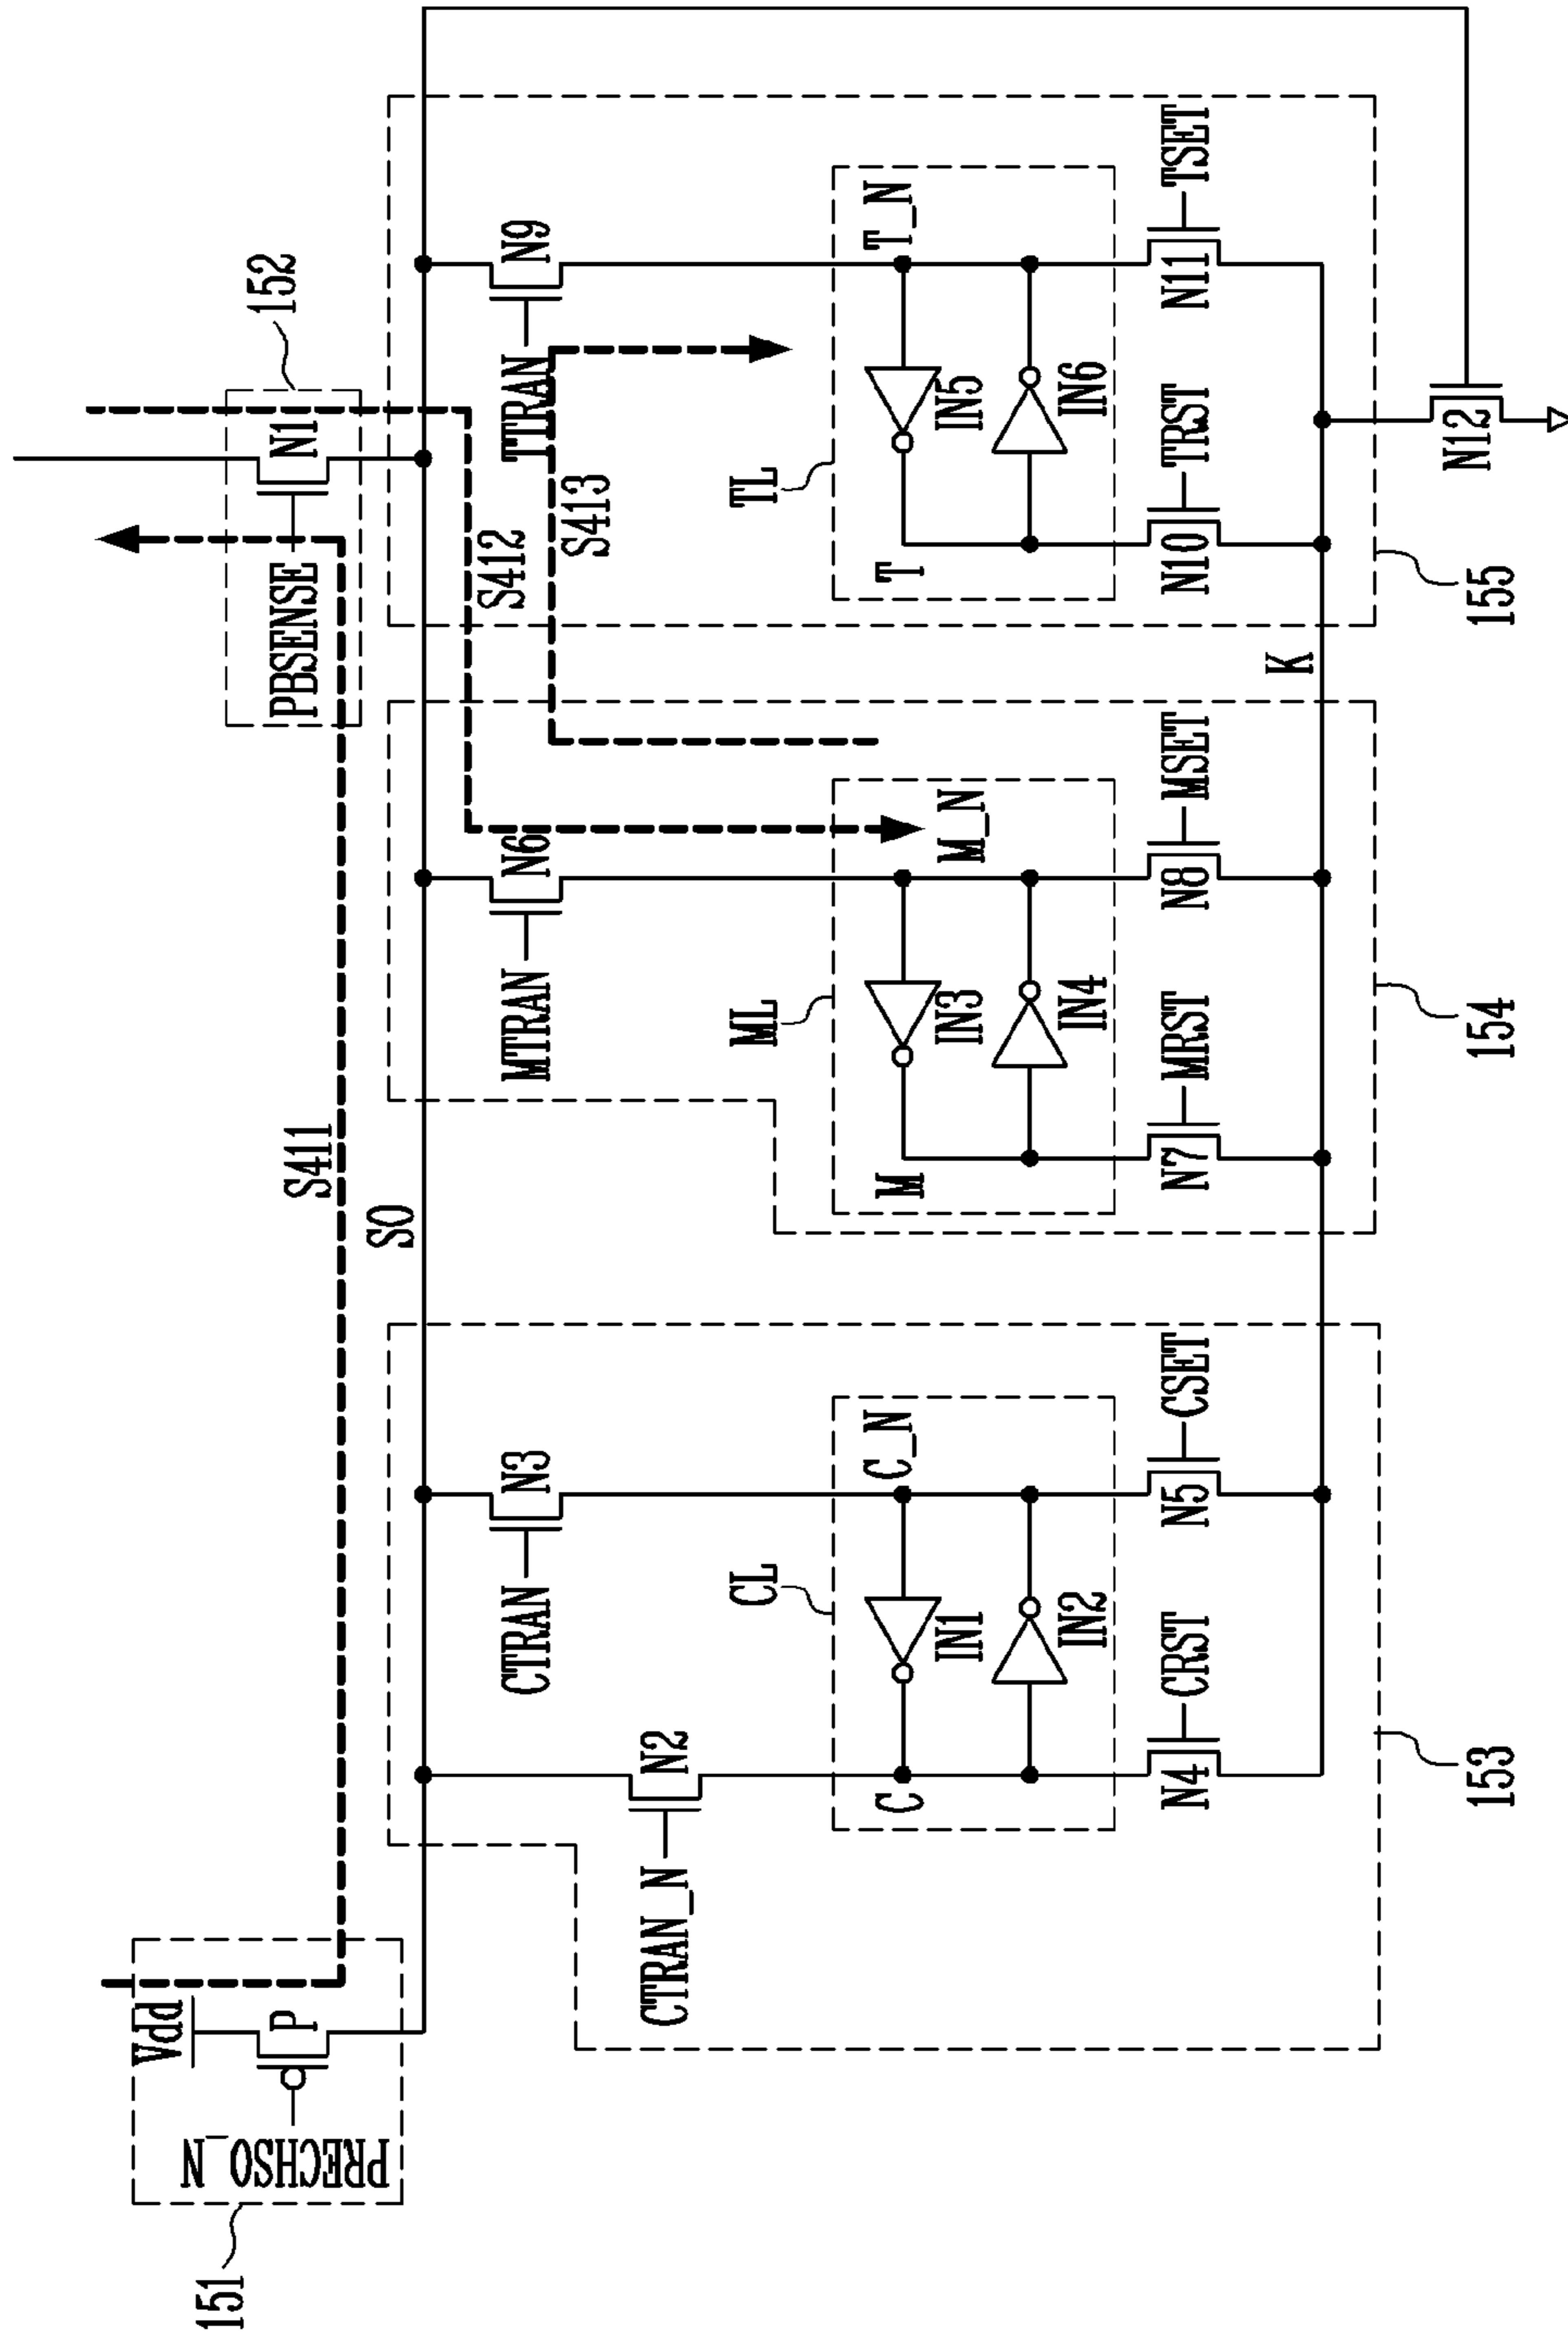 151
PRECHSO_N
P
Vdd
S411
PBSENSE
N1
152
SO
S412
S413
CTRAN_N
N2
CTRAN
N3
MTRAN
N6
TTRAN
N9
CL
C
C_N
IN1
IN2
ML
M
M_N
IN3
IN4
TL
T
T_N
IN5
IN6
N4
CRST
N5
CSET
N7
MRST
N8
MSET
N10
TRST
N11
TSET
K
N12
153
154
155